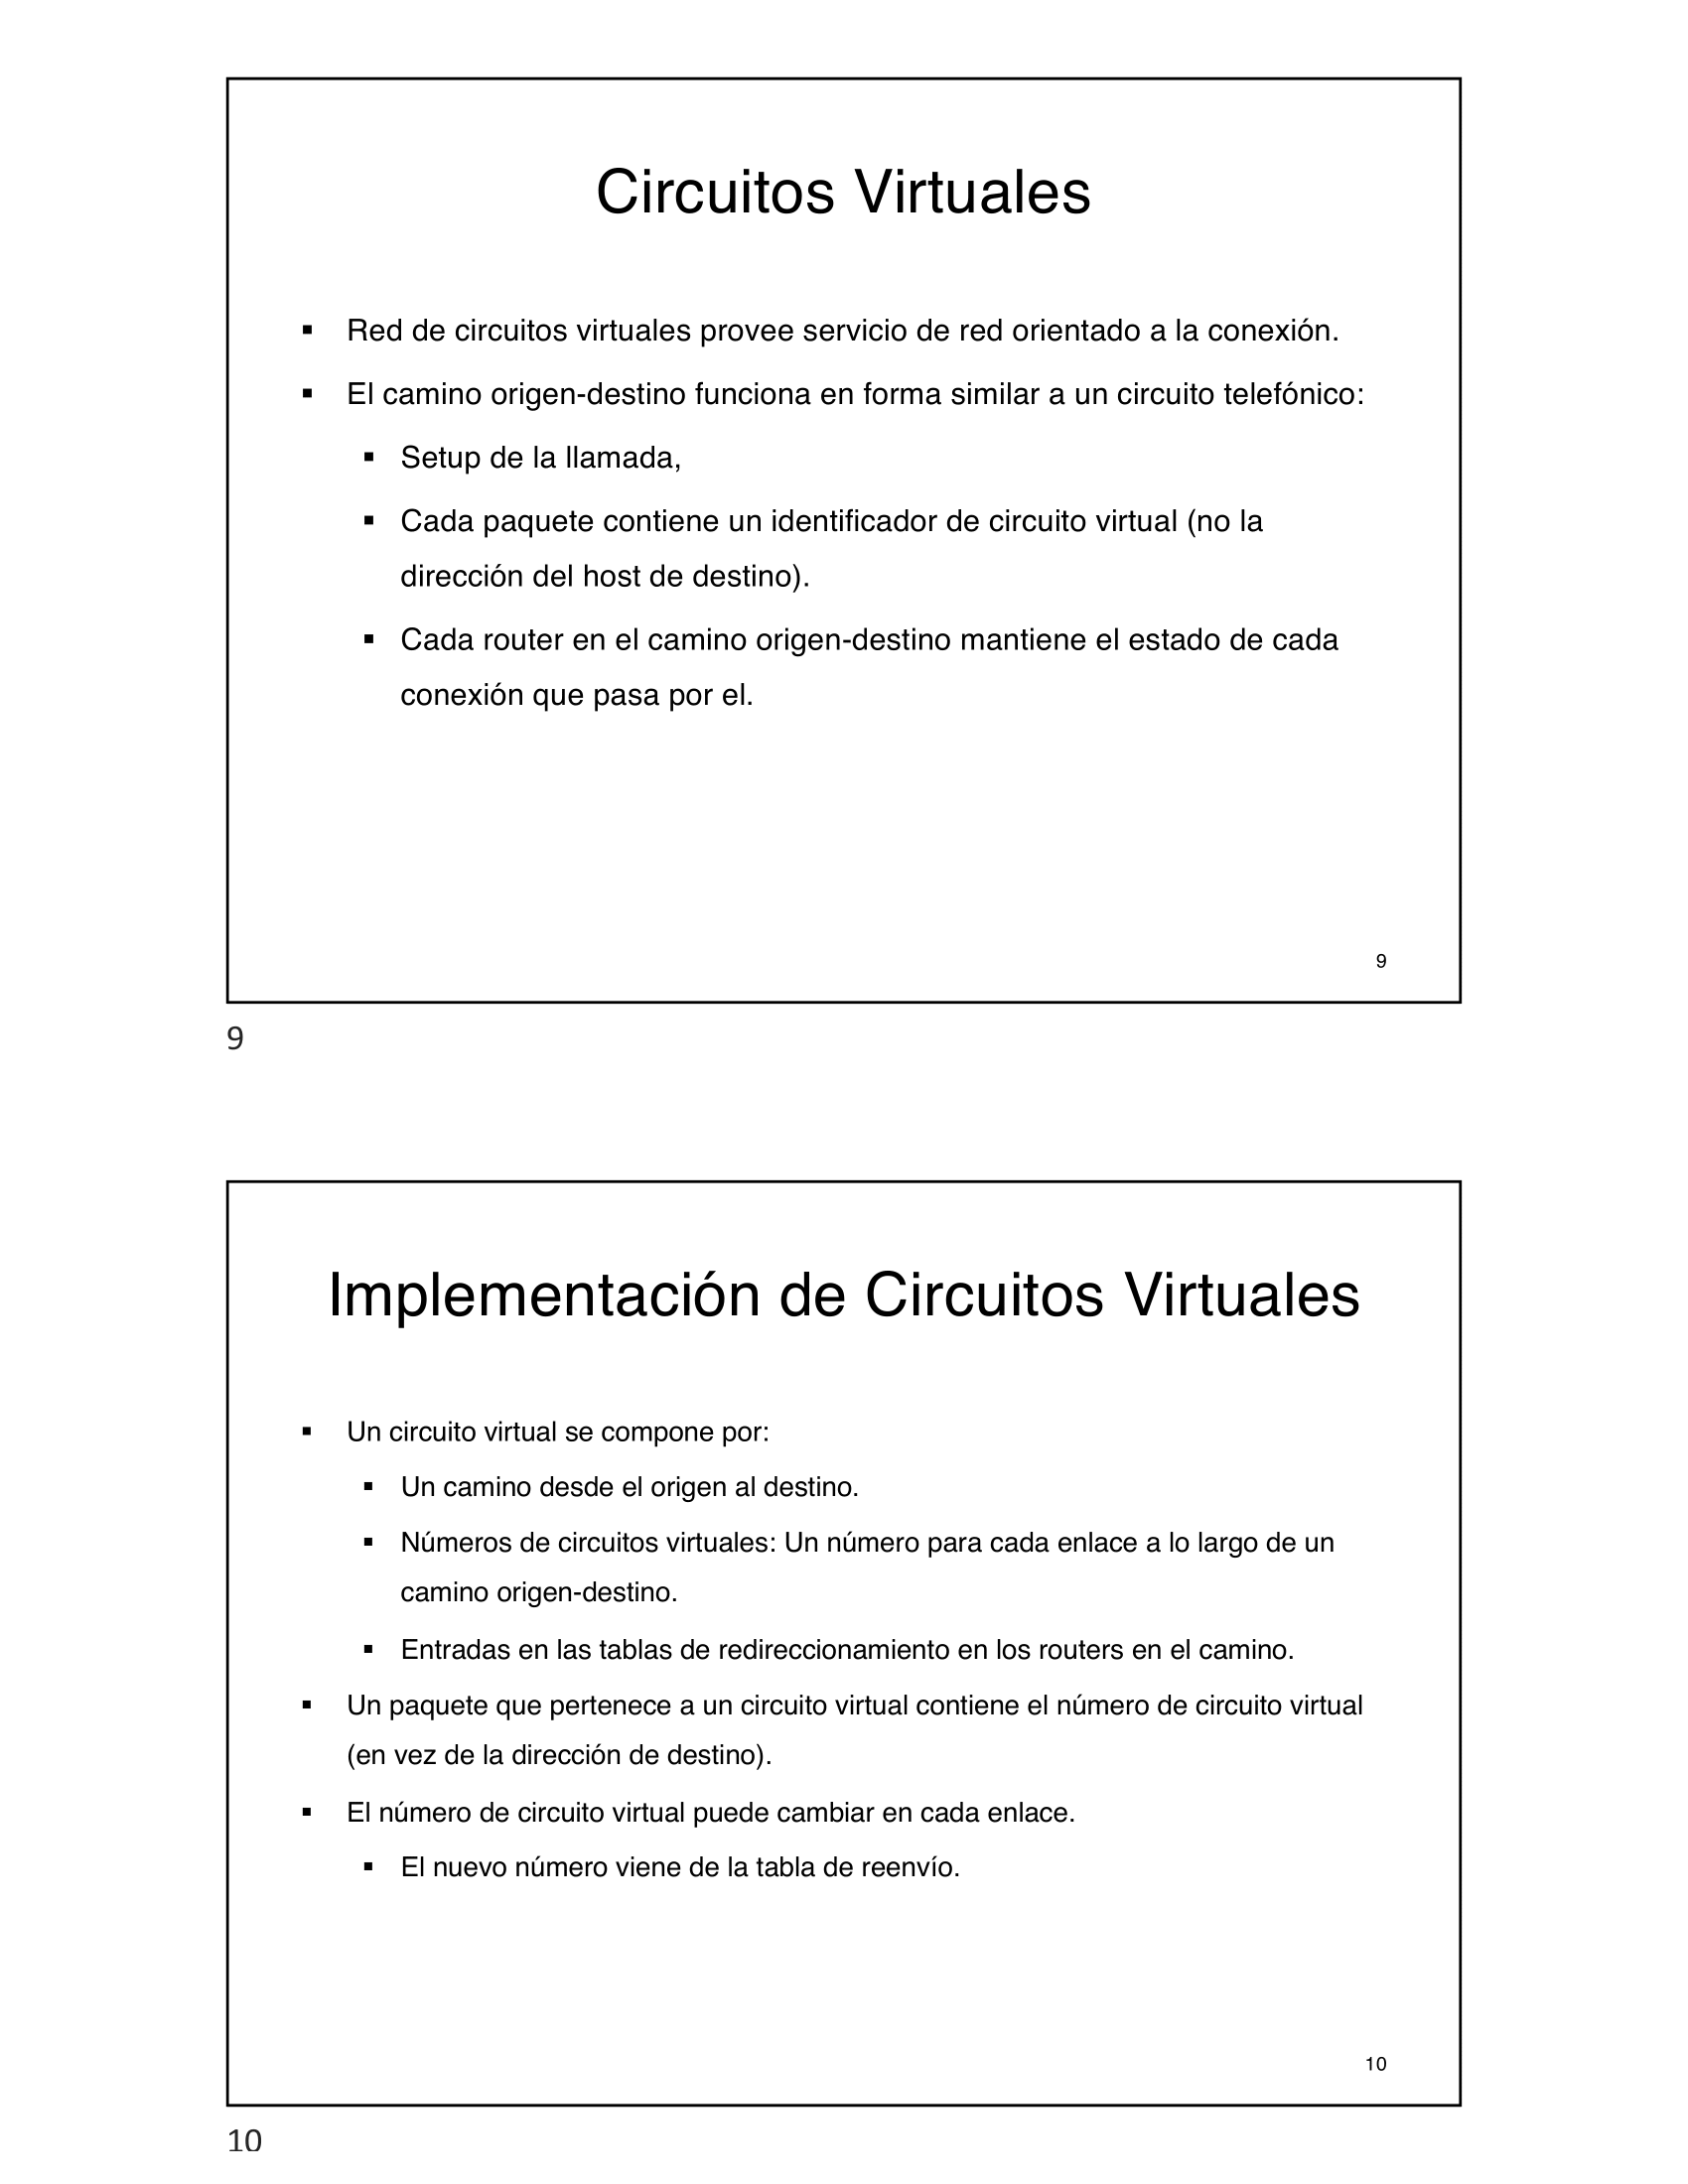 Circuitos Virtuales
▪ Red de circuitos virtuales provee servicio de red orientado a la conexión.
▪ El camino origen-destino funciona en forma similar a un circuito telefónico:
▪ Setup de la llamada,
▪ Cada paquete contiene un identificador de circuito virtual (no la
dirección del host de destino).
▪ Cada router en el camino origen-destino mantiene el estado de cada
conexión que pasa por el.
9
9
Implementación de Circuitos Virtuales
▪ Un circuito virtual se compone por:
▪ Un camino desde el origen al destino.
▪ Números de circuitos virtuales: Un número para cada enlace a lo largo de un
camino origen-destino.
▪ Entradas en las tablas de redireccionamiento en los routers en el camino.
▪ Un paquete que pertenece a un circuito virtual contiene el número de circuito virtual
(en vez de la dirección de destino).
▪ El número de circuito virtual puede cambiar en cada enlace.
▪ El nuevo número viene de la tabla de reenvío.
10
10